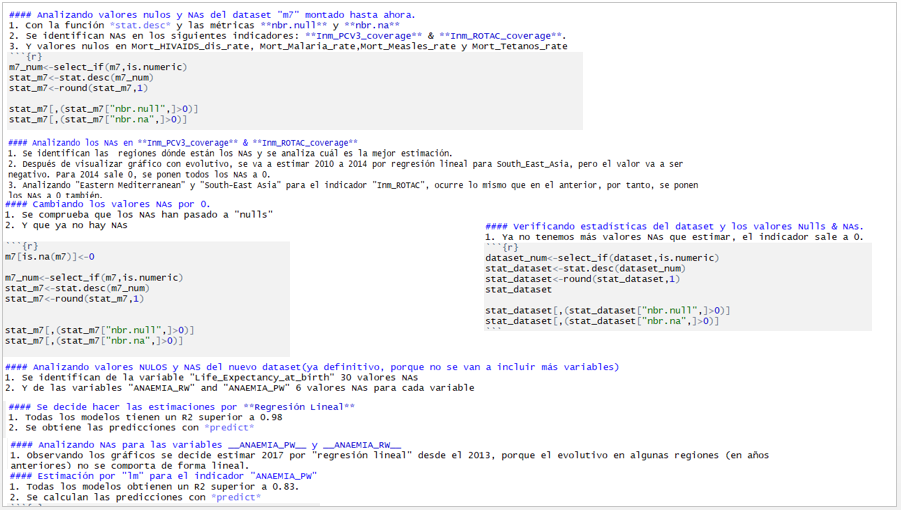 #### Analizando valores nulos y NAs del dataset "m7" montado hasta ahora.
1. Con la función *stat.desc* y las métricas **nbr.null** y **nbr.na**
2. Se identifican NAs en los siguientes indicadores: **Inm_PCV3_coverage** & **Inm_ROTAC_coverage**.
3. Y valores nulos en Mort_HIVAIDS_dis_rate, Mort_Malaria_rate,Mort_Measles_rate y Mort_Tetanos_rate
```{r}
m7_num<-select_if(m7,is.numeric)
stat_m7<-stat.desc(m7_num)
stat_m7<-round(stat_m7,1)
stat_m7[,(stat_m7["nbr.null",]>0)]
stat_m7[,(stat_m7["nbr.na",]>0)]
#### Analizando los NAs en **Inm_PCV3_coverage** & **Inm_ROTAC_coverage**
1. Se identifican las  regiones dónde están los NAs y se analiza cuál es la mejor estimación.
2. Después de visualizar gráfico con evolutivo, se va a estimar 2010 a 2014 por regresión lineal para South_East_Asia, pero el valor va a ser
negativo. Para 2014 sale 0, se ponen todos los NAs a 0.
3. Analizando "Eastern Mediterranean" y "South-East Asia" para el indicador "Inm_ROTAC", ocurre lo mismo que en el anterior, por tanto, se ponen
los NAs a 0 también.
#### Cambiando los valores NAs por 0.
1. Se comprueba que los NAs han pasado a "nulls"
2. Y que ya no hay NAs
```{r}
m7[is.na(m7)]<-0
m7_num<-select_if(m7,is.numeric)
stat_m7<-stat.desc(m7_num)
stat_m7<-round(stat_m7,1)
stat_m7[,(stat_m7["nbr.null",]>0)]
stat_m7[,(stat_m7["nbr.na",]>0)]
#### Verificando estadísticas del dataset y los valores Nulls & NAs.
1. Ya no tenemos más valores NAs que estimar, el indicador sale a 0.
```{r}
dataset_num<-select_if(dataset,is.numeric)
stat_dataset<-stat.desc(dataset_num)
stat_dataset<-round(stat_dataset,1)
stat_dataset
stat_dataset[,(stat_dataset["nbr.null",]>0)]
stat_dataset[,(stat_dataset["nbr.na",]>0)]
```
#### Analizando valores NULOS y NAS del nuevo dataset(ya definitivo, porque no se van a incluir más variables)
1. Se identifican de la variable "Life_Expectancy_at_birth" 30 valores NAs
2. Y de las variables "ANAEMIA_RW" and "ANAEMIA_PW" 6 valores NAs para cada variable
#### Se decide hacer las estimaciones por **Regresión Lineal**
1. Todas los modelos tienen un R2 superior a 0.98
2. Se obtiene las predicciones con *predict*
#### Analizando NAs para las variables __ANAEMIA_PW__ y __ANAEMIA_RW__
1. Observando los gráficos se decide estimar 2017 por "regresión lineal" desde el 2013, porque el evolutivo en algunas regiones (en años
anteriores) no se comporta de forma lineal.
#### Estimación por "lm" para el indicador "ANAEMIA_PW"
1. Todas los modelos obtienen un R2 superior a 0.83.
2. Se calculan las predicciones con *predict*